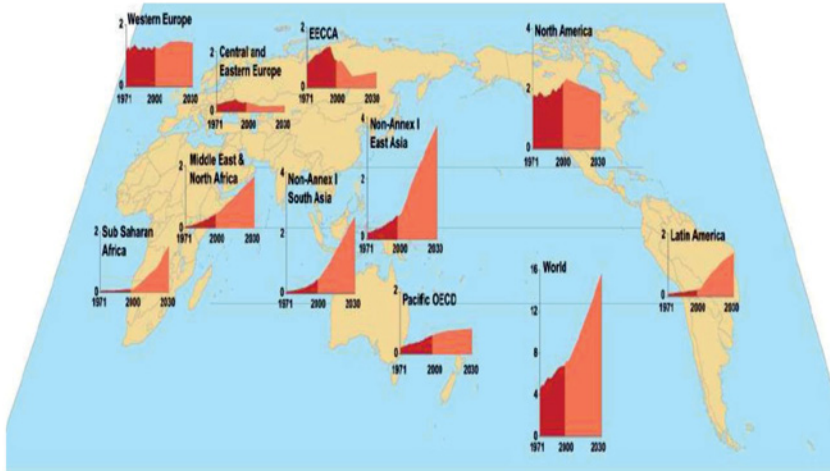 Western Europe
2
1
0
1971 2000 2030
Central and
Eastern Europe
2
0
1971 2000 2030
EECCA
2
0
1971 2000 2030
North America
4
2
0
1971 2000 2030
Middle East &
North Africa
2
0
1971 2000 2030
Non-Annex I
South Asia
4
2
0
1971 2000 2030
Non-Annex I
East Asia
4
2
0
1971 2000 2030
Sub Saharan
Africa
2
0
1971 2000 2030
Pacific OECD
2
0
1971 2000 2030
World
16
12
8
4
0
1971 2000 2030
Latin America
2
0
1971 2000 2030